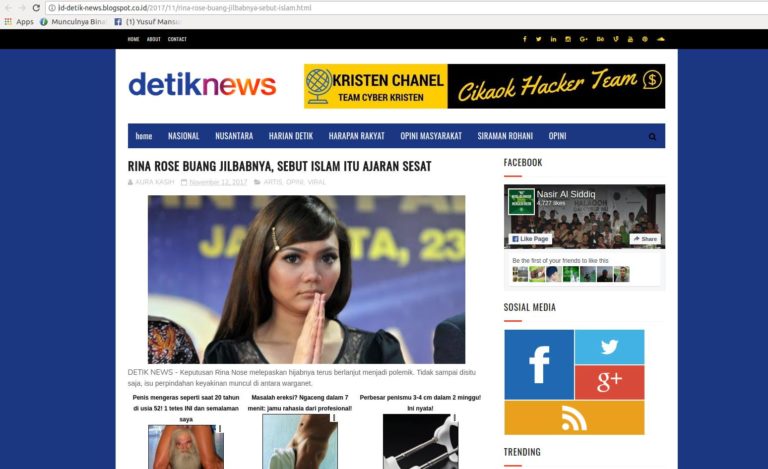 id-detik-news.blogspot.co.id/2017/11/rina-rose-buang-jilbabnya-sebut-islam.html
Apps
Munculnya Bina
(1) Yusuf Mansu
HOME ABOUT CONTACT
detiknews
KRISTEN CHANEL
TEAM CYBER KRISTEN
Cikaok Hacker Team
home NASIONAL NUSANTARA HARIAN DETIK HARAPAN RAKYAT OPINI MASYARAKAT SIRAMAN ROHANI OPINI
RINA ROSE BUANG JILBABNYA, SEBUT ISLAM ITU AJARAN SESAT
AURA KASIH November 12, 2017 ARTIS, OPINI, VIRAL
JA
TA, 23
DETIK NEWS - Keputusan Rina Nose melepaskan hijabnya terus berlanjut menjadi polemik. Tidak sampai disitu
saja, isu perpindahan keyakinan muncul di antara warganet.
Penis mengeras seperti saat 20 tahun
di usia 52! 1 tetes INI dan semalaman
saya
Masalah ereksi? Ngaceng dalam 7
menit: jamu rahasia dari profesional!
Perbesar penismu 3-4 cm dalam 2 minggu!
Ini nyata!
FACEBOOK
Nasir Al Siddiq
4,727 likes
Like Page
Share
Be the first of your friends to like this
SOSIAL MEDIA
TRENDING